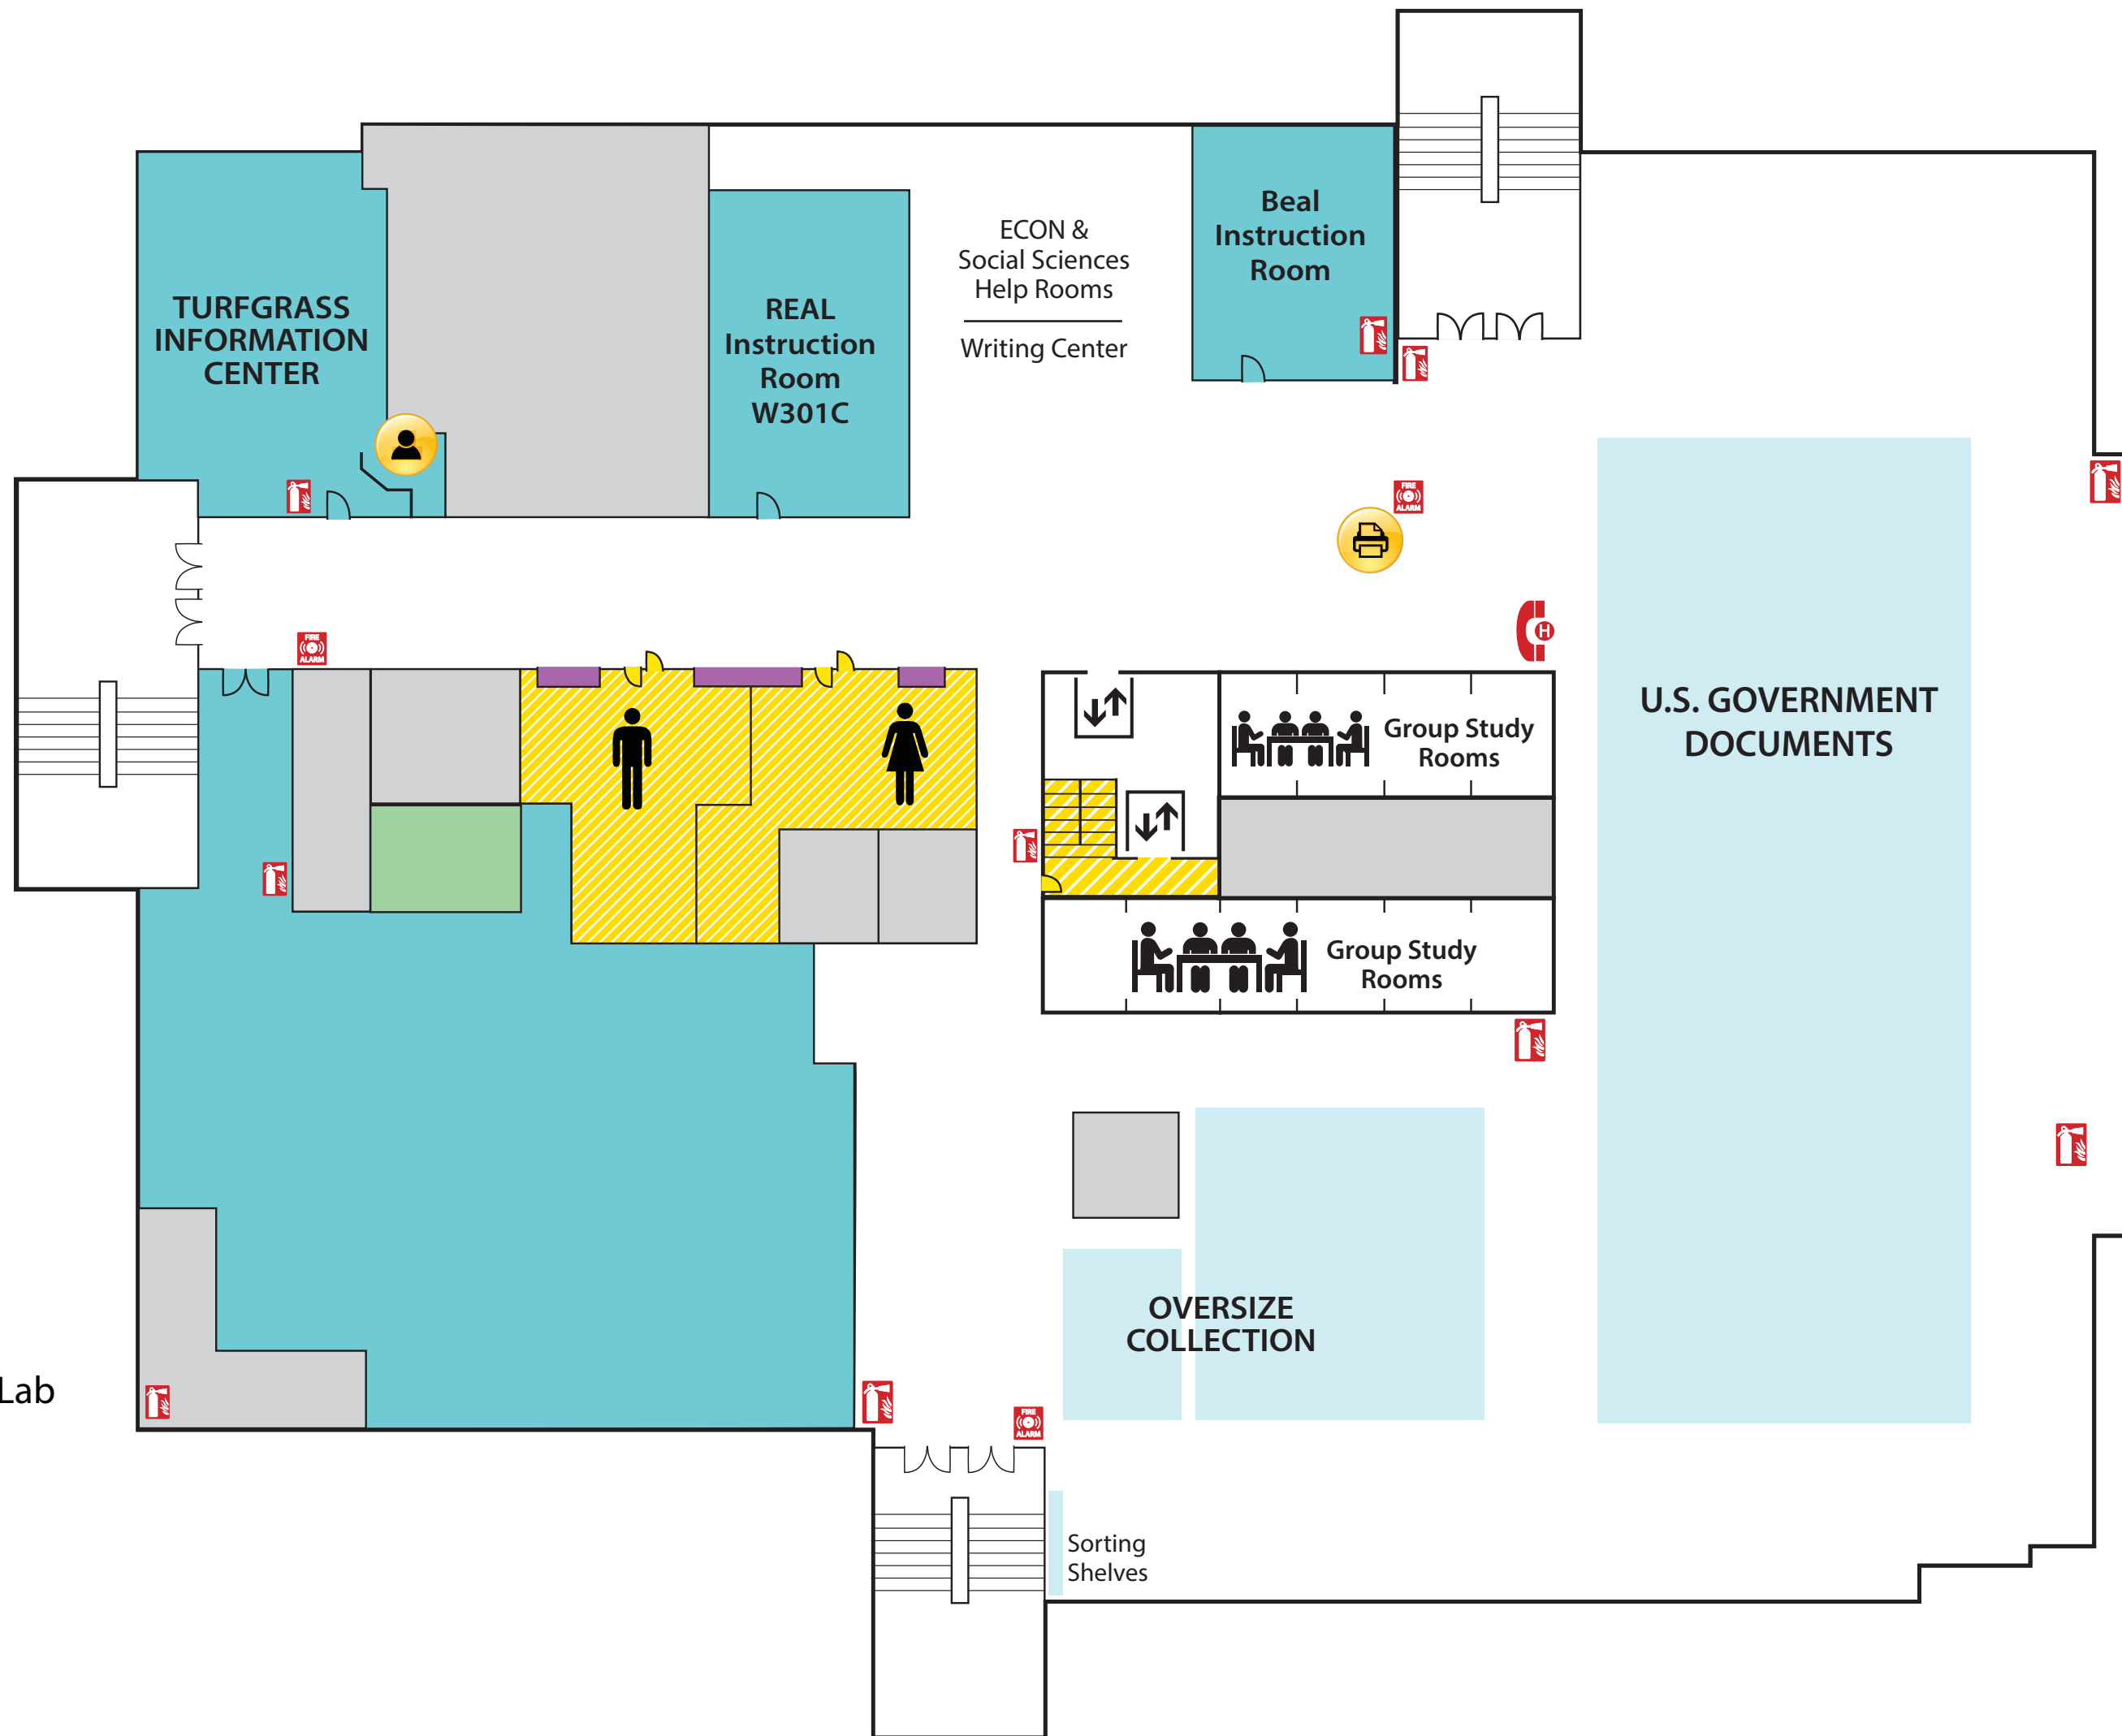 TURFGRASS
INFORMATION
CENTER
REAL
Instruction
Room
W301C
ECON &
Social Sciences
Help Rooms
Writing Center
Beal
Instruction
Room
FIRE
ALARM
FIRE
ALARM
H
Group Study
Rooms
U.S. GOVERNMENT
DOCUMENTS
Group Study
Rooms
OVERSIZE
COLLECTION
Lab
FIRE
ALARM
Sorting
Shelves